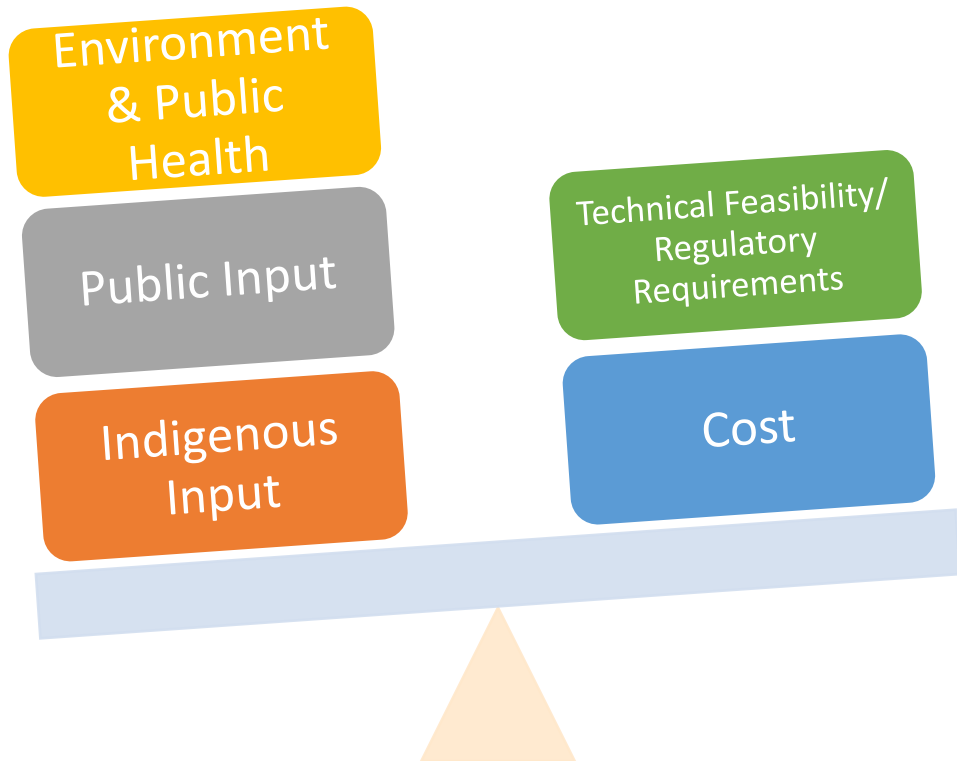 Environment
& Public
Health
Public Input
Indigenous
Input
Technical Feasibility/
Regulatory
Requirements
Cost